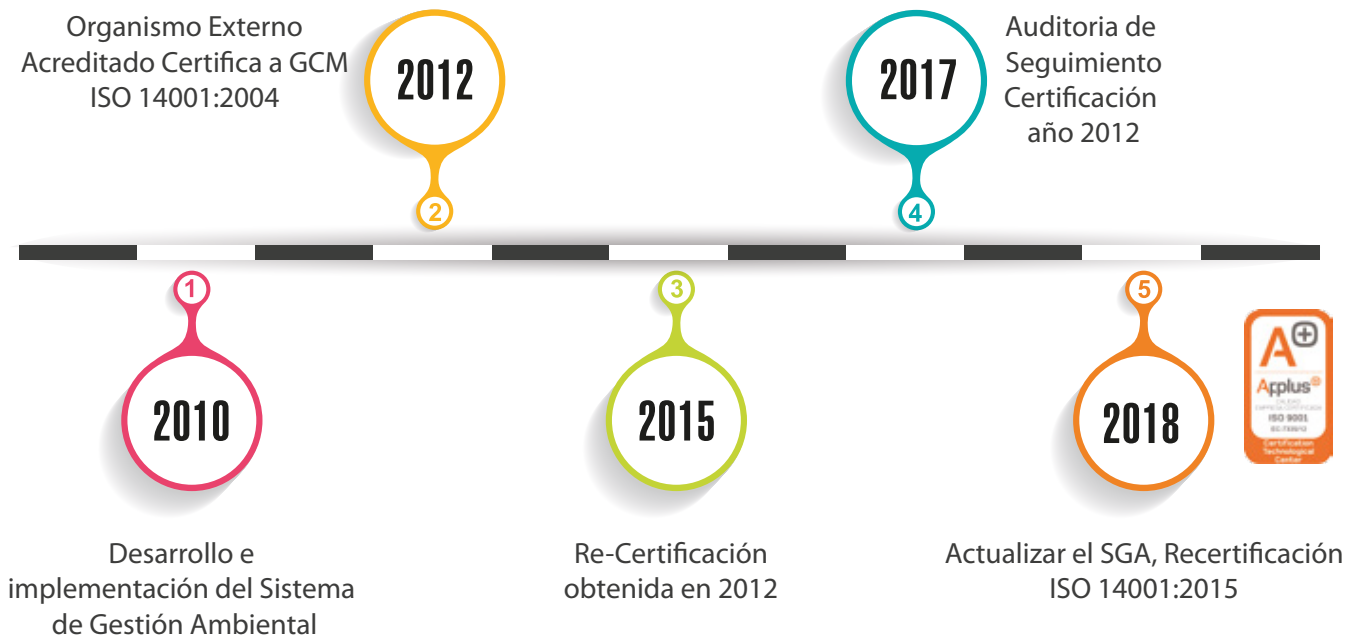 Organismo Externo
Acreditado Certifica a GCM
ISO 14001:2004
2012
2
2017
4
Auditoria de
Seguimiento
Certificación
año 2012
1
2010
Desarrollo e
implementación del Sistema
de Gestión Ambiental
3
2015
Re-Certificación
obtenida en 2012
5
2018
Actualizar el SGA, Recertificación
ISO 14001:2015
A+
Applus+
ISO 9001
Certification
Technological
Center